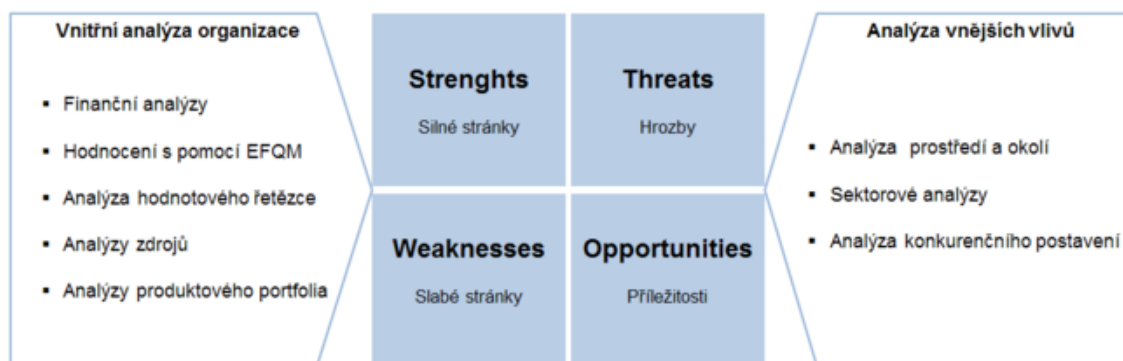 Vnitřní analýza organizace
▪ Finanční analýzy
▪ Hodnocení s pomocí EFQM
▪ Analýza hodnotového řetězce
▪ Analýzy zdrojů
▪ Analýzy produktového portfolia
Strenghts
Silné stránky
Threats
Hrozby
Weaknesses
Slabé stránky
Opportunities
Příležitosti
Analýza vnějších vlivů
▪ Analýza prostředí a okolí
▪ Sektorové analýzy
▪ Analýza konkurenčního postavení